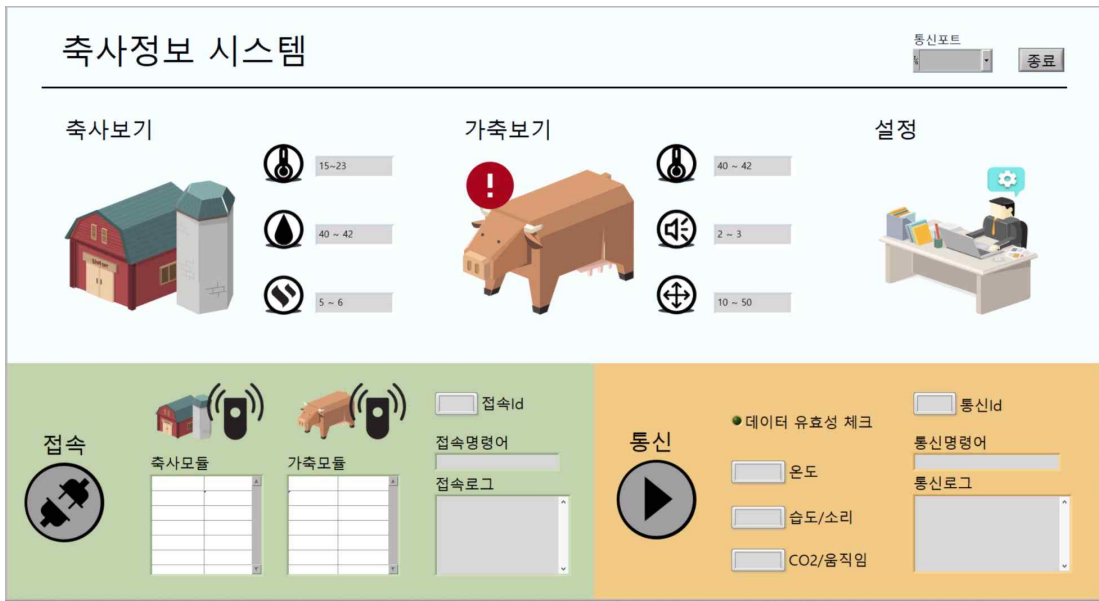 축사정보 시스템
통신포트
종료
축사보기
15~23
40 ~ 42
5 ~ 6
가축보기
40 ~ 42
2 ~ 3
10 ~ 50
설정
접속
축사모듈
가축모듈
접속Id
접속명령어
접속로그
통신
데이터 유효성 체크
온도
습도/소리
CO2/움직임
통신Id
통신명령어
통신로그